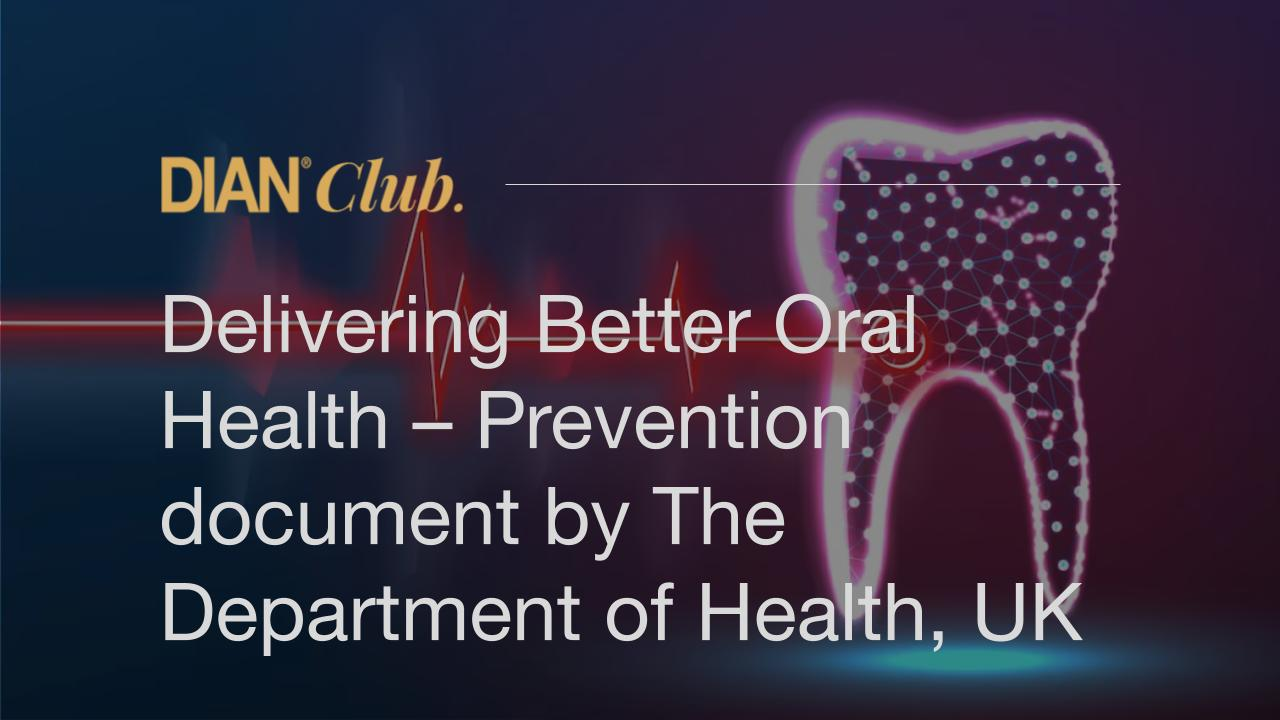 DIAN® Club.
Delivering Better Oral
Health – Prevention
document by The
Department of Health, UK